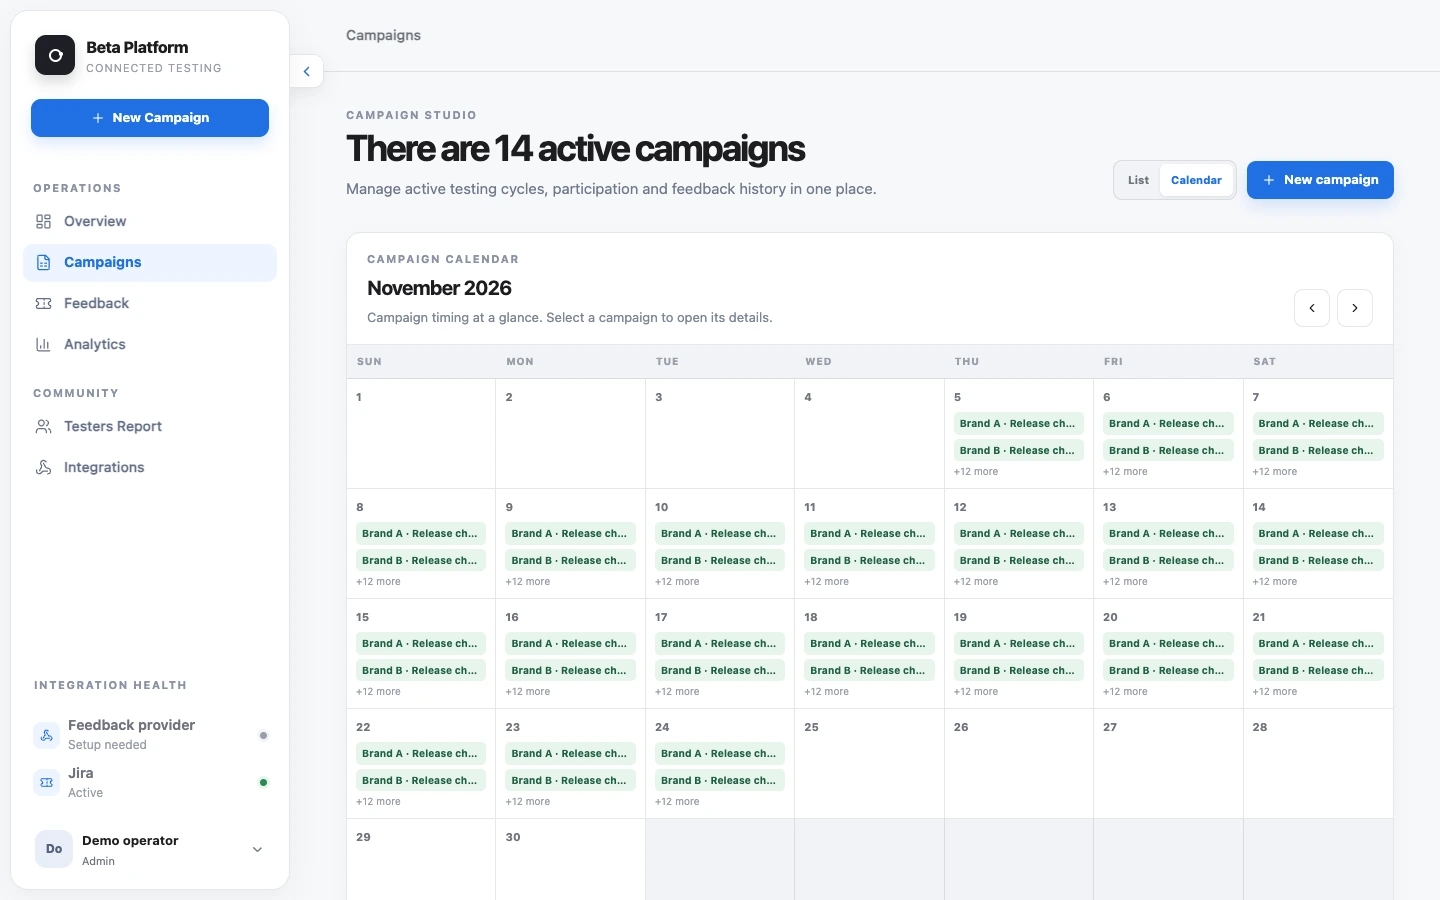 Beta Platform
CONNECTED TESTING
New Campaign
OPERATIONS
Overview
Campaigns
Feedback
Analytics
COMMUNITY
Testers Report
Integrations
INTEGRATION HEALTH
Feedback provider
Setup needed
Jira
Active
Do
Demo operator
Admin
Campaigns
CAMPAIGN STUDIO
There are 14 active campaigns
Manage active testing cycles, participation and feedback history in one place.
List Calendar
New campaign
CAMPAIGN CALENDAR
November 2026
Campaign timing at a glance. Select a campaign to open its details.
SUN MON TUE WED THU FRI SAT
1 2 3 4 5 6 7
Brand A · Release ch... Brand A · Release ch... Brand A · Release ch...
Brand B · Release ch... Brand B · Release ch... Brand B · Release ch...
+12 more +12 more +12 more
8 9 10 11 12 13 14
Brand A · Release ch... Brand A · Release ch... Brand A · Release ch... Brand A · Release ch... Brand A · Release ch... Brand A · Release ch... Brand A · Release ch...
Brand B · Release ch... Brand B · Release ch... Brand B · Release ch... Brand B · Release ch... Brand B · Release ch... Brand B · Release ch... Brand B · Release ch...
+12 more +12 more +12 more +12 more +12 more +12 more +12 more
15 16 17 18 19 20 21
Brand A · Release ch... Brand A · Release ch... Brand A · Release ch... Brand A · Release ch... Brand A · Release ch... Brand A · Release ch... Brand A · Release ch...
Brand B · Release ch... Brand B · Release ch... Brand B · Release ch... Brand B · Release ch... Brand B · Release ch... Brand B · Release ch... Brand B · Release ch...
+12 more +12 more +12 more +12 more +12 more +12 more +12 more
22 23 24 25 26 27 28
Brand A · Release ch... Brand A · Release ch... Brand A · Release ch...
Brand B · Release ch... Brand B · Release ch... Brand B · Release ch...
+12 more +12 more +12 more
29 30